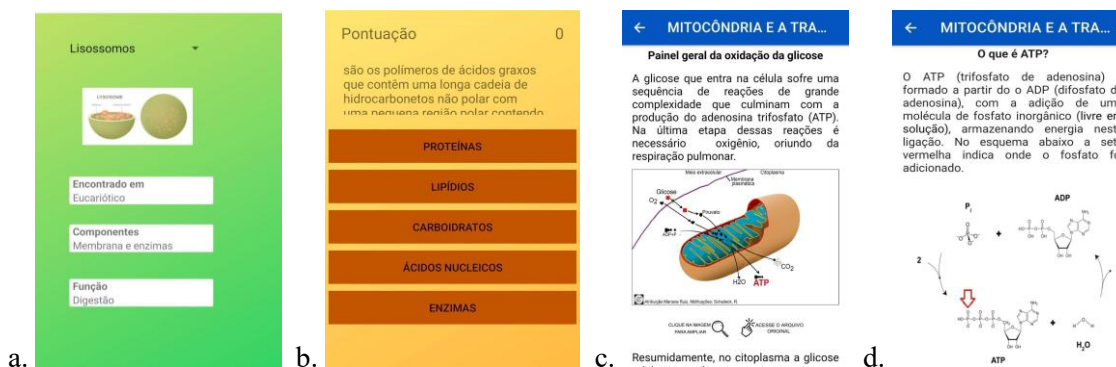 a.
Lisossomos
LYSOSOME
Encontrado em
Eucariótico
Componentes
Membrana e enzimas
Função
Digestão
b.
Pontuação 0
são os polímeros de ácidos graxos
que contêm uma longa cadeia de
hidrocarbonetos não polar com
uma pequena região polar contendo
PROTEÍNAS
LIPÍDIOS
CARBOIDRATOS
ÁCIDOS NUCLEICOS
ENZIMAS
c.
MITOCÔNDRIA E A TRA...
Painel geral da oxidação da glicose
A glicose que entra na célula sofre uma
sequência de reações de grande
complexidade que culminam com a
produção do adenosina trifosfato (ATP).
Na última etapa dessas reações é
necessário oxigênio, oriundo da
respiração pulmonar.
Meio extracelular Citoplasma
Membrana
plasmática
Glicose
O2
Piruvato
CO2
H2O ATP
CLIQUE NA IMAGEM
PARA AMPLIAR
ACESSE O ARQUIVO
ORIGINAL
Resumidamente, no citoplasma a glicose
d.
MITOCÔNDRIA E A TRA...
O que é ATP?
O ATP (trifosfato de adenosina)
formado a partir do o ADP (difosfato d
adenosina), com a adição de um
molécula de fosfato inorgânico (livre em
solução), armazenando energia nest
ligação. No esquema abaixo a set
vermelha indica onde o fosfato fo
adicionado.
Pi
ADP
+
2
+
ATP
H2O